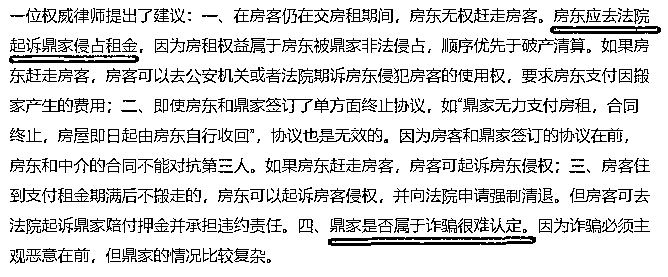 一位权威律师提出了建议：一、在房客仍在交房租期间，房东无权赶走房客。房东应去法院
起诉鼎家侵占租金，因为房租权益属于房东被鼎家非法侵占，顺序优先于破产清算。如果房
东赶走房客，房客可以去公安机关或者法院期诉房东侵犯房客的使用权，要求房东支付因搬
家产生的费用；二、即使房东和鼎家签订了单方面终止协议，如“鼎家无力支付房租，合同
终止，房屋即日起由房东自行收回”，协议也是无效的。因为房客和鼎家签订的协议在前，
房东和中介的合同不能对抗第三人。如果房东赶走房客，房客可起诉房东侵权；三、房客住
到支付租金期满后不搬走的，房东可以起诉房客侵权，并向法院申请强制清退。但房客可去
法院起诉鼎家赔付押金并承担违约责任。四、鼎家是否属于诈骗很难认定。因为诈骗必须主
观恶意在前，但鼎家的情况比较复杂。